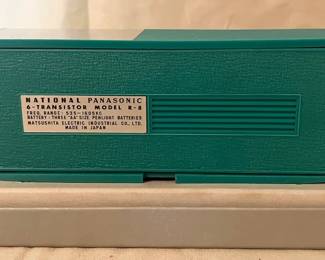 NATIONAL PANASONIC
6-TRANSISTOR MODEL R-8
FREQ. RANGE: 535-1605KC
BATTERY: THREE "AA" SIZE PENLIGHT BATTERIES
MATSUSHITA ELECTRIC INDUSTRIAL CO., LTD.
MADE IN JAPAN